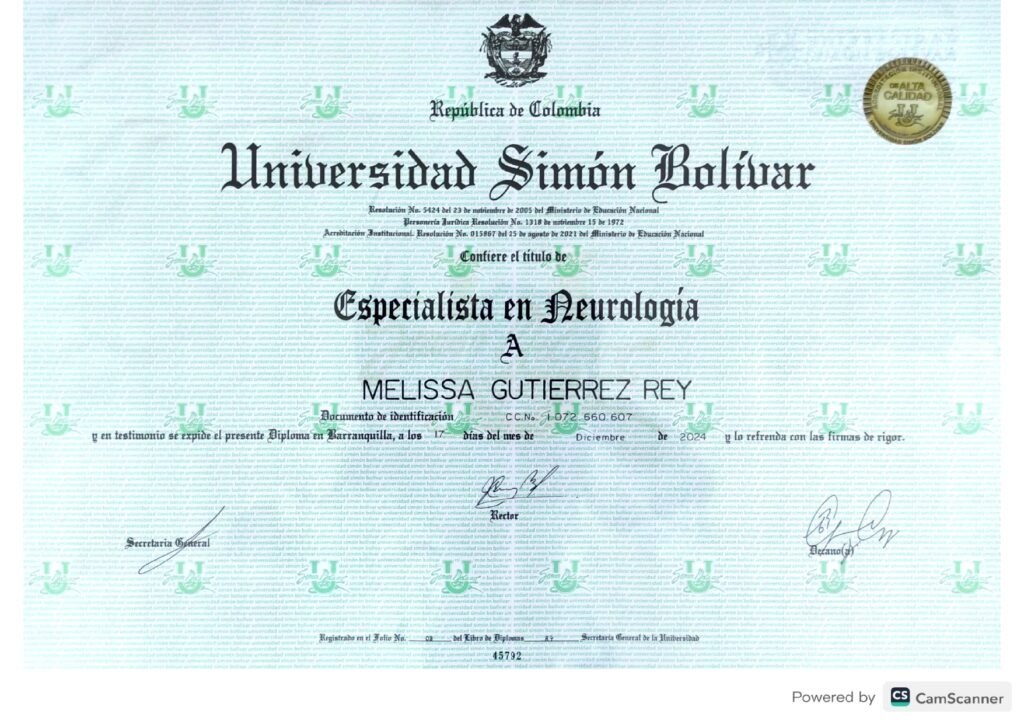 República de Colombia
DE ALTA
CALIDAD
Universidad Simón Bolívar
Resolución No. 5424 del 23 de noviembre de 2005 del Ministerio de Educación Nacional
Personería Jurídica Resolución No. 1318 de noviembre 15 de 1972
Acreditación Institucional. Resolución No. 015867 del 25 de agosto de 2021 del Ministerio de Educación Nacional
Confiere el título de
Especialista en Neurología
A
MELISSA GUTIERREZ REY
Documento de identificación C.C.No. 1.072.660.607
y en testimonio se expide el presente Diploma en Barranquilla, a los 17 días del mes de Diciembre de 2024 y lo refrenda con las firmas de rigor.
Rector
Secretaria General
Decano(a)
Registrado en el Folio No. 02 del Libro de Diplomas Secretaría General de la Universidad
45792
Powered by CS CamScanner